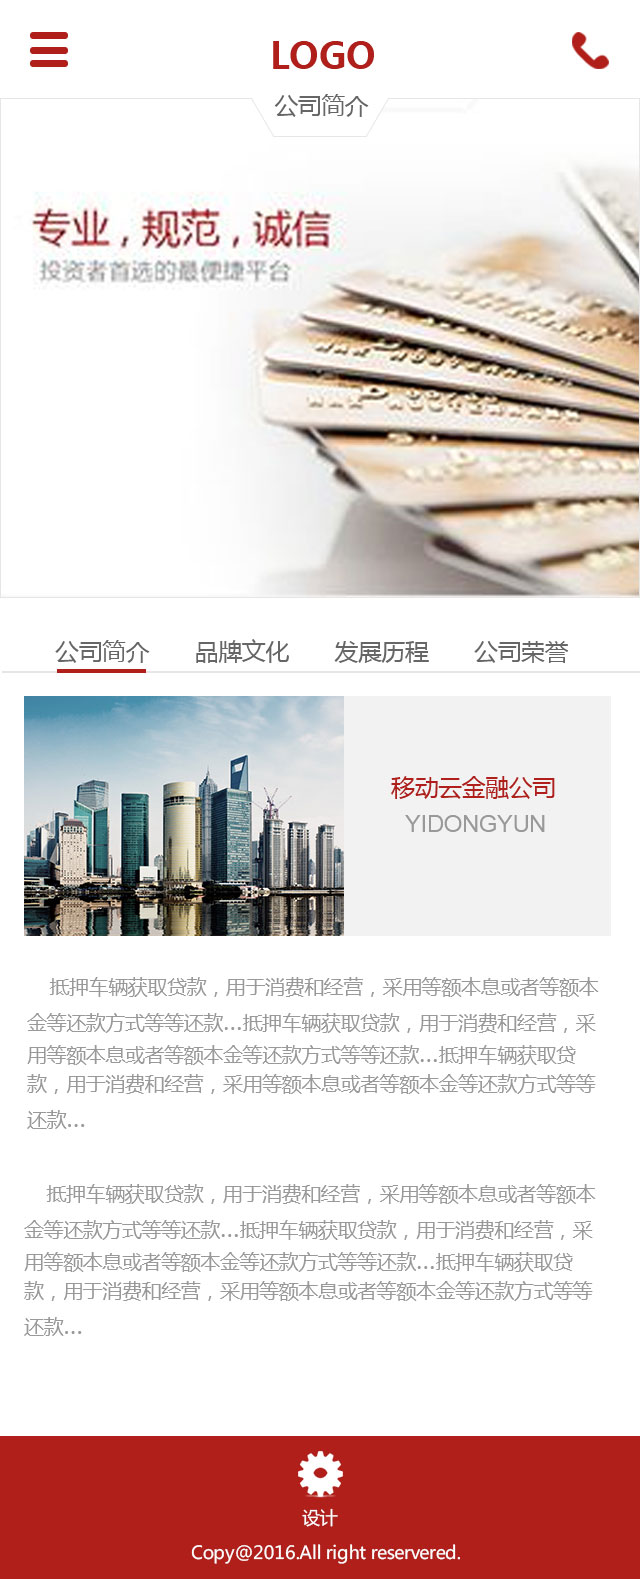 LOGO
公司简介
专业，规范，诚信
投资者首选的最便捷平台
公司简介 品牌文化 发展历程 公司荣誉
移动云金融公司
YIDONGYUN
抵押车辆获取贷款，用于消费和经营，采用等额本息或者等额本
金等还款方式等等还款...抵押车辆获取贷款，用于消费和经营，采
用等额本息或者等额本金等还款方式等等还款...抵押车辆获取贷
款，用于消费和经营，采用等额本息或者等额本金等还款方式等等
还款...
抵押车辆获取贷款，用于消费和经营，采用等额本息或者等额本
金等还款方式等等还款...抵押车辆获取贷款，用于消费和经营，采
用等额本息或者等额本金等还款方式等等还款...抵押车辆获取贷
款，用于消费和经营，采用等额本息或者等额本金等还款方式等等
还款...
设计
Copy@2016.All right reservered.